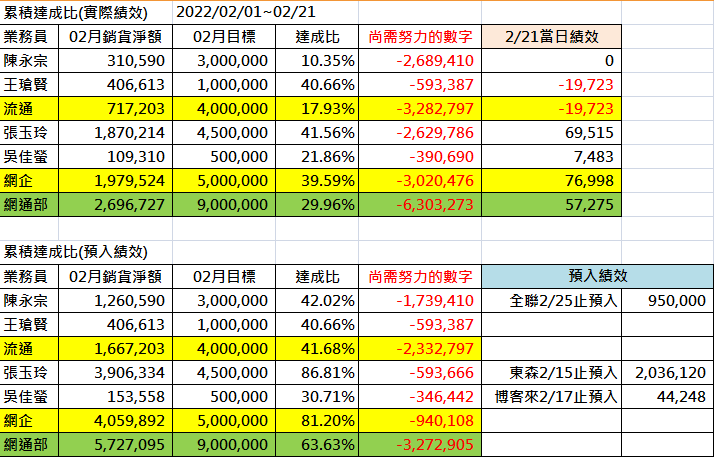 累積達成比(實際績效) 2022/02/01~02/21
業務員 02月銷貨淨額 02月目標 達成比 尚需努力的數字 2/21當日績效
陳永宗 310,590 3,000,000 10.35% -2,689,410 0
王瑲賢 406,613 1,000,000 40.66% -593,387 -19,723
流通 717,203 4,000,000 17.93% -3,282,797 -19,723
張玉玲 1,870,214 4,500,000 41.56% -2,629,786 69,515
吳佳螢 109,310 500,000 21.86% -390,690 7,483
網企 1,979,524 5,000,000 39.59% -3,020,476 76,998
網通部 2,696,727 9,000,000 29.96% -6,303,273 57,275
累積達成比(預入績效)
業務員 02月銷貨淨額 02月目標 達成比 尚需努力的數字 預入績效
陳永宗 1,260,590 3,000,000 42.02% -1,739,410 全聯2/25止預入 950,000
王瑲賢 406,613 1,000,000 40.66% -593,387
流通 1,667,203 4,000,000 41.68% -2,332,797
張玉玲 3,906,334 4,500,000 86.81% -593,666 東森2/15止預入 2,036,120
吳佳螢 153,558 500,000 30.71% -346,442 博客來2/17止預入 44,248
網企 4,059,892 5,000,000 81.20% -940,108
網通部 5,727,095 9,000,000 63.63% -3,272,905